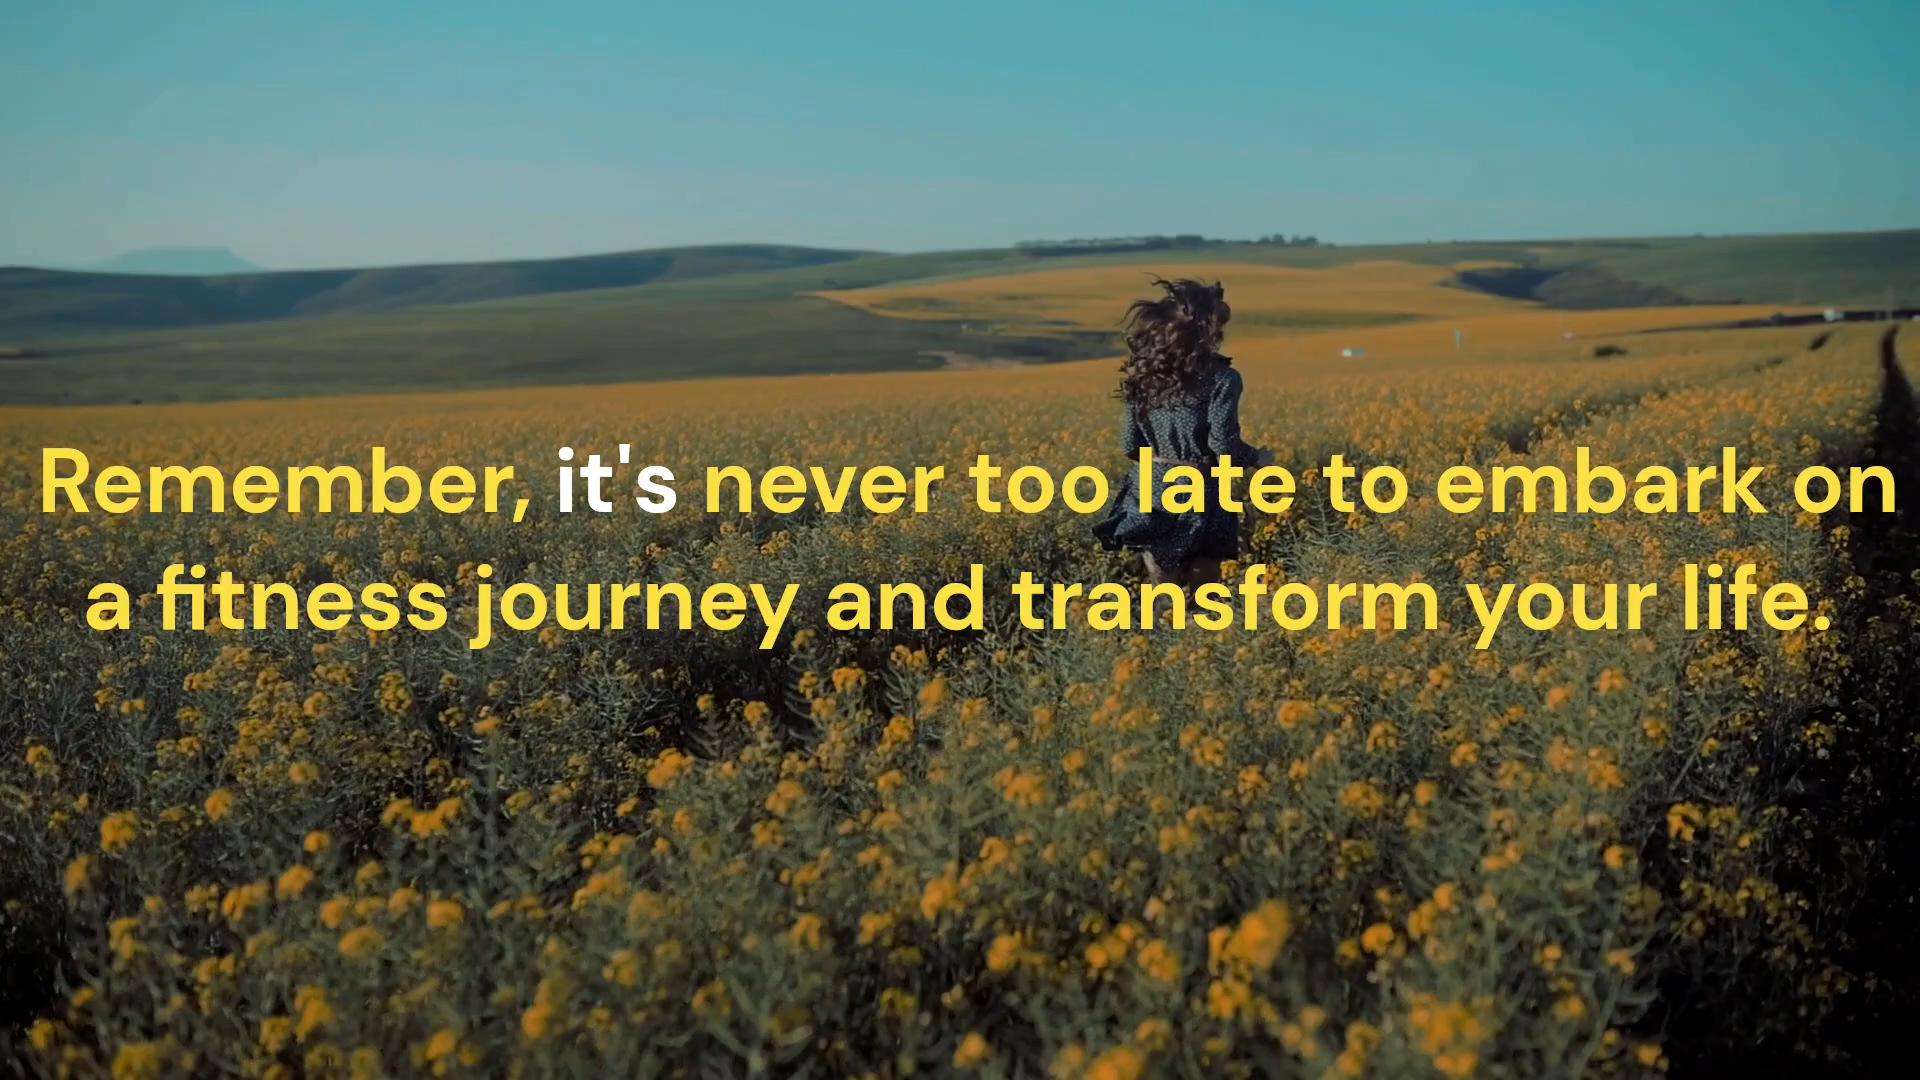 Remember, it's never too late to embark on
a fitness journey and transform your life.